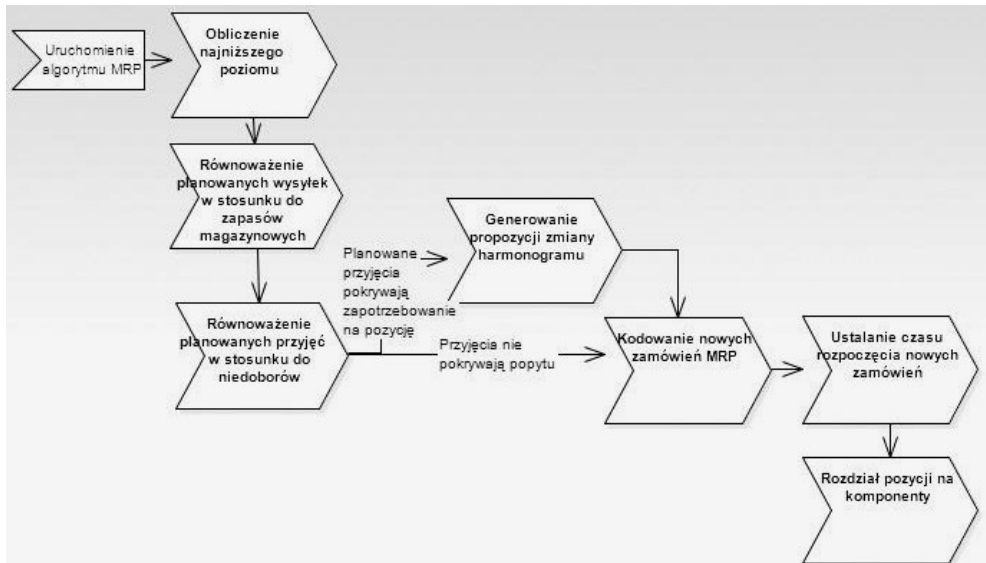 Uruchomienie
algorytmu MRP
Obliczenie
najniższego
poziomu
Równoważenie
planowanych wysyłek
w stosunku do
zapasów
magazynowych
Równoważenie
planowanych przyjęć
w stosunku do
niedoborów
Planowane
przyjęcia
pokrywają
zapotrzebowanie
na pozycję
Generowanie
propozycji zmiany
harmonogramu
Przyjęcia nie
pokrywają popytu
Kodowanie nowych
zamówień MRP
Ustalanie czasu
rozpoczęcia nowych
zamówień
Rozdział pozycji na
komponenty